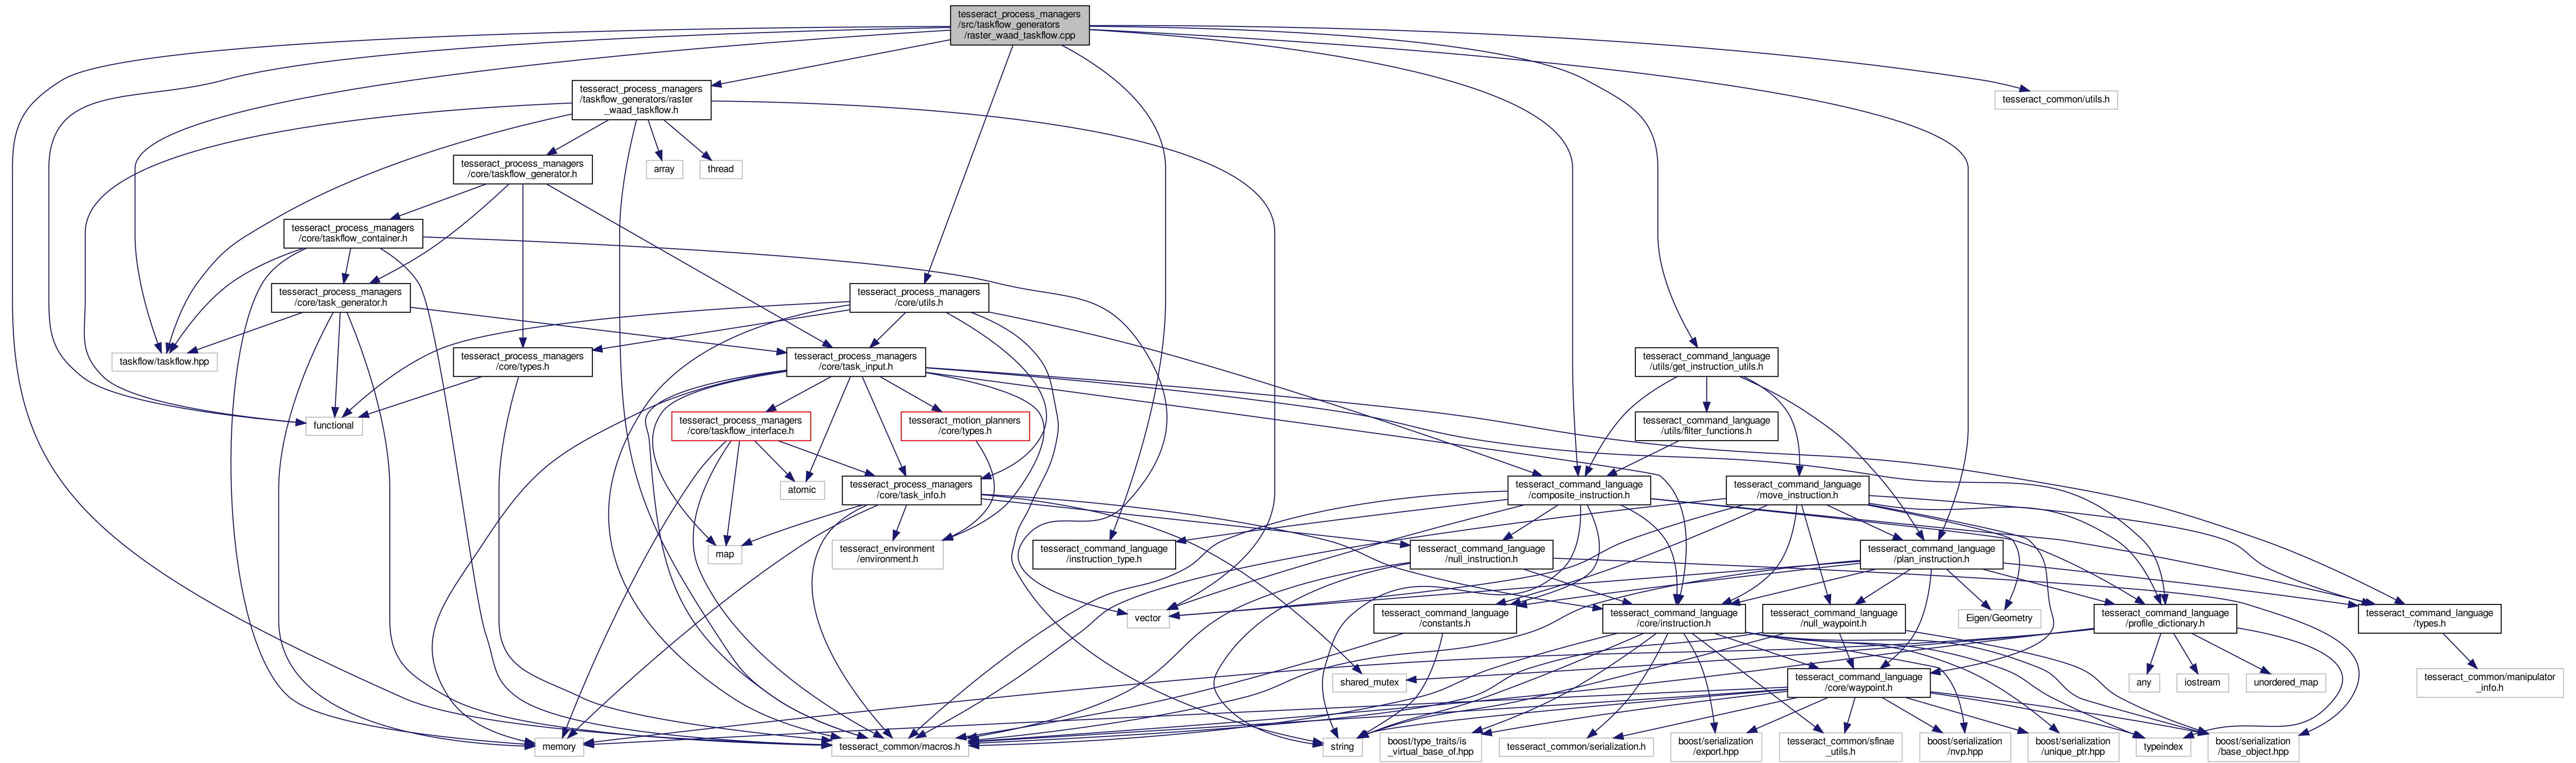 tesseract_process_managers
/src/taskflow_generators
/raster_waad_taskflow.cpp
tesseract_process_managers
/taskflow_generators/raster
_waad_taskflow.h
tesseract_common/utils.h
tesseract_process_managers
/core/taskflow_generator.h
array
thread
tesseract_process_managers
/core/taskflow_container.h
tesseract_process_managers
/core/task_generator.h
tesseract_process_managers
/core/utils.h
taskflow/taskflow.hpp
tesseract_process_managers
/core/types.h
tesseract_process_managers
/core/task_input.h
tesseract_command_language
/utils/get_instruction_utils.h
functional
tesseract_process_managers
/core/taskflow_interface.h
tesseract_motion_planners
/core/types.h
tesseract_command_language
/utils/filter_functions.h
atomic
tesseract_process_managers
/core/task_info.h
tesseract_command_language
/composite_instruction.h
tesseract_command_language
/move_instruction.h
map
tesseract_environment
/environment.h
tesseract_command_language
/instruction_type.h
tesseract_command_language
/null_instruction.h
tesseract_command_language
/plan_instruction.h
vector
tesseract_command_language
/constants.h
tesseract_command_language
/core/instruction.h
tesseract_command_language
/null_waypoint.h
Eigen/Geometry
tesseract_command_language
/profile_dictionary.h
tesseract_command_language
/types.h
shared_mutex
tesseract_command_language
/core/waypoint.h
any
iostream
unordered_map
tesseract_common/manipulator
_info.h
memory
tesseract_common/macros.h
string
boost/type_traits/is
_virtual_base_of.hpp
tesseract_common/serialization.h
boost/serialization
/export.hpp
tesseract_common/sfinae
_utils.h
boost/serialization
/nvp.hpp
boost/serialization
/unique_ptr.hpp
typeindex
boost/serialization
/base_object.hpp